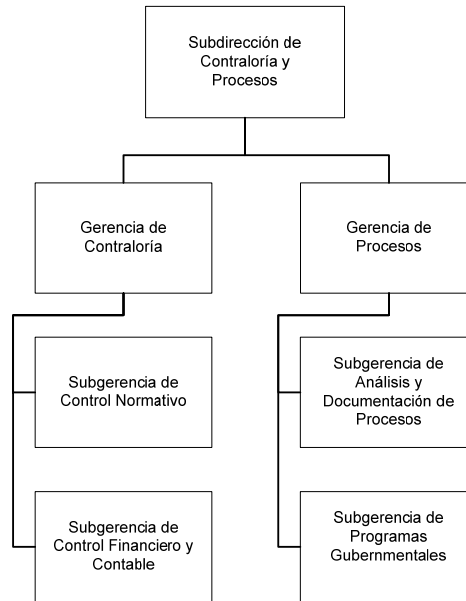 Subdirección de
Contraloría y
Procesos
Gerencia de
Contraloría
Gerencia de
Procesos
Subgerencia de
Control Normativo
Subgerencia de
Análisis y
Documentación de
Procesos
Subgerencia de
Control Financiero y
Contable
Subgerencia de
Programas
Gubernmentales